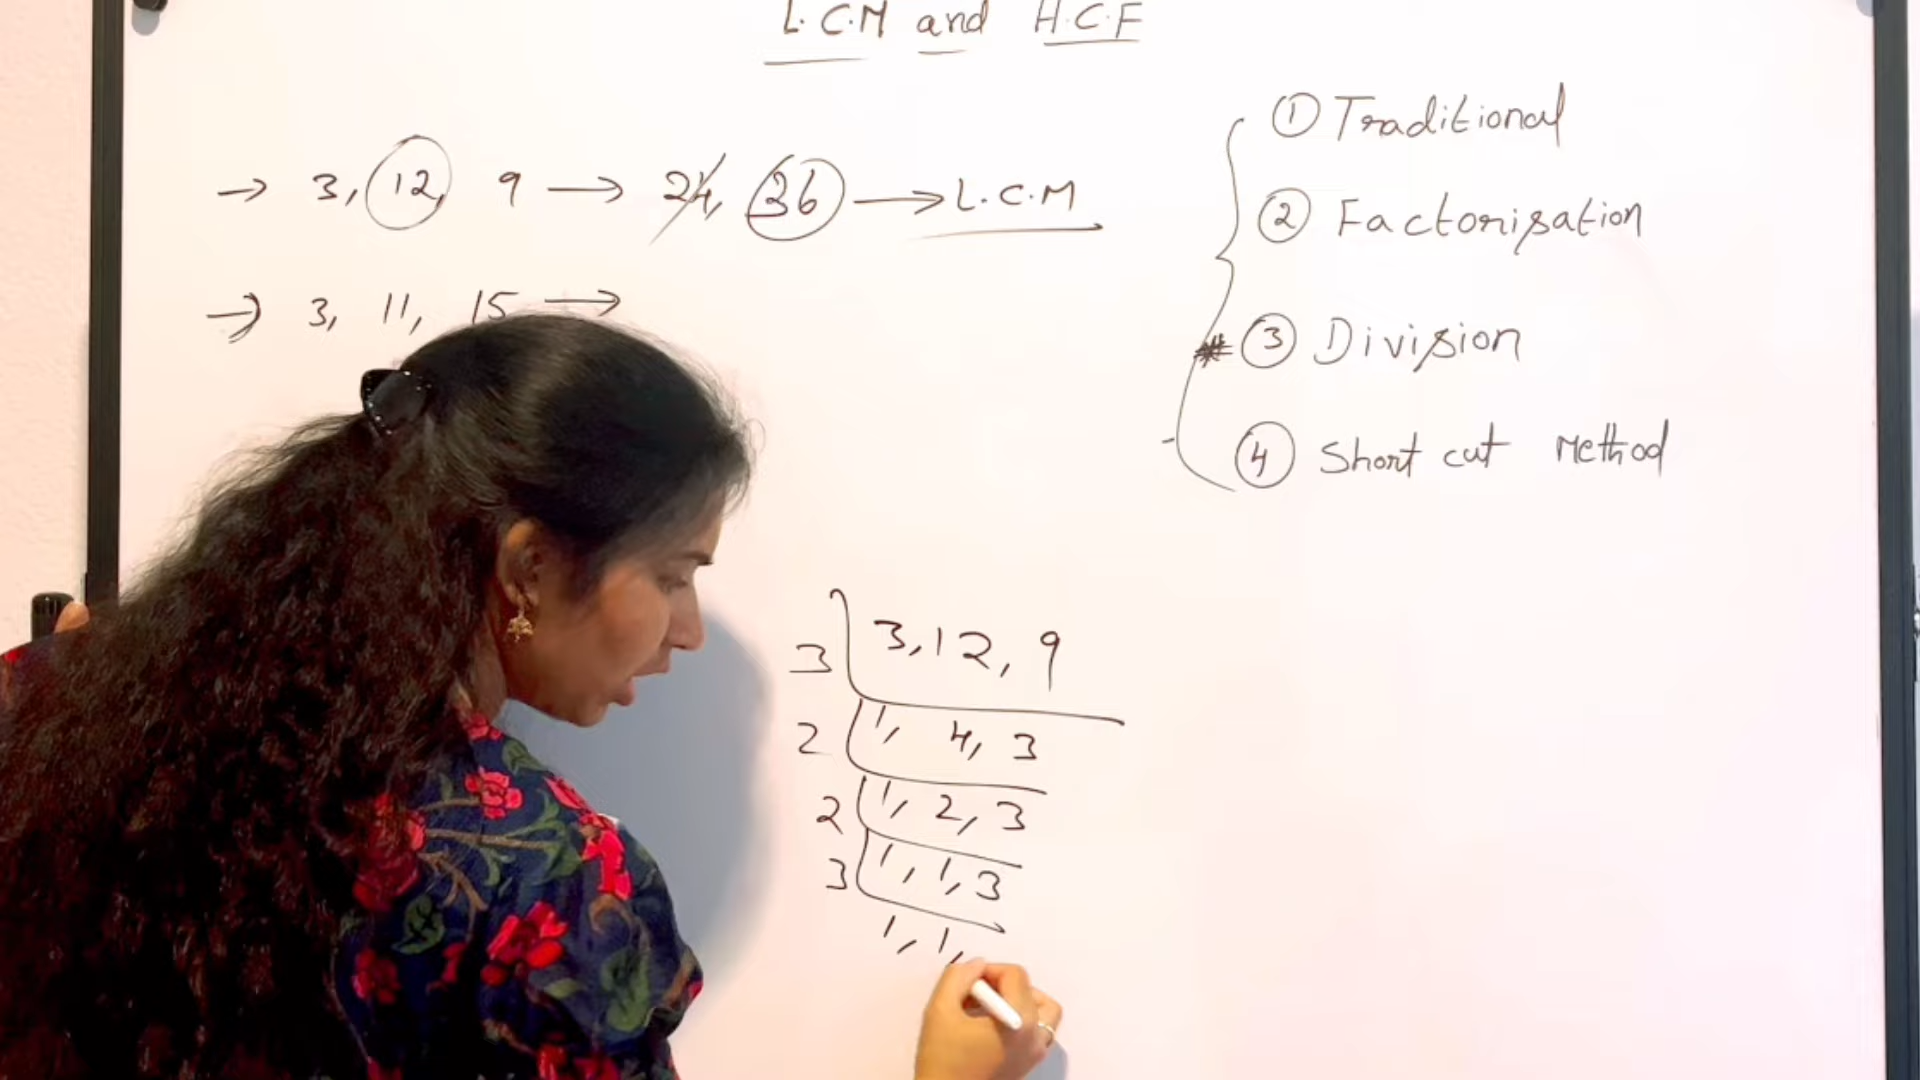 L.C.M and H.C.F
→ 3, 12, 9 → 24, 36 → L.C.M
→ 3, 11, 15 →
① Traditional
② Factorisation
③ Division
④ Short cut Method
3 3, 12, 9
2 1, 4, 3
2 1, 2, 3
3 1, 1, 3
1, 1,